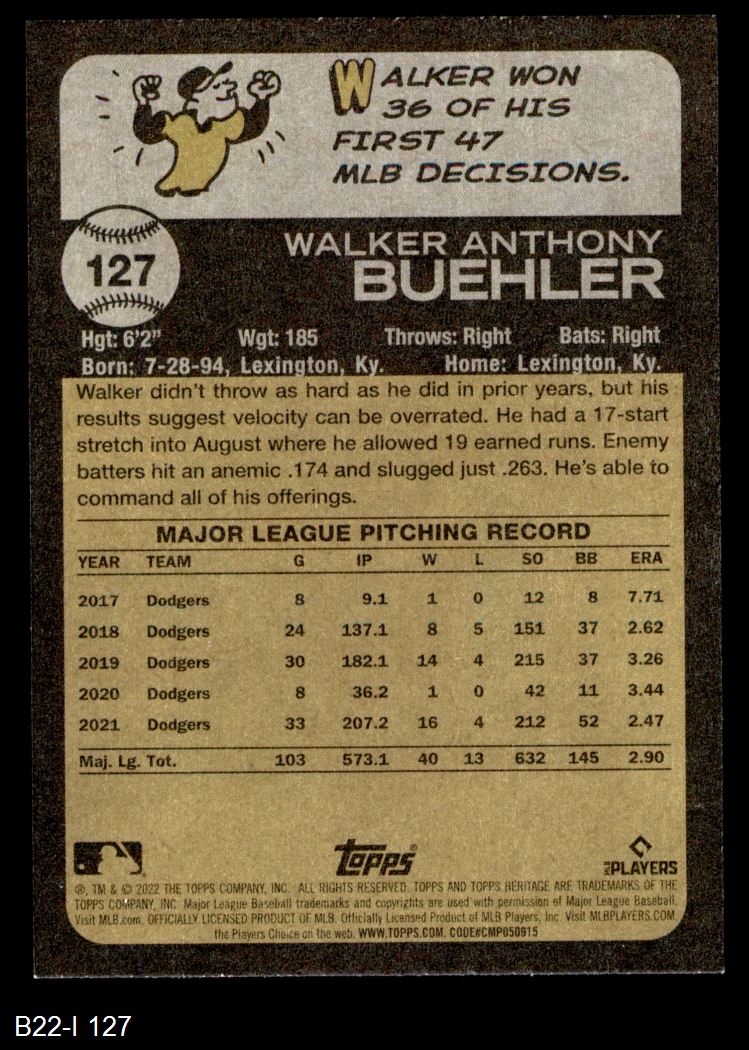 WALKER WON
36 OF HIS
FIRST 47
MLB DECISIONS.
127
WALKER ANTHONY
BUEHLER
Hgt: 6'2" Wgt: 185 Throws: Right Bats: Right
Born: 7-28-94, Lexington, Ky. Home: Lexington, Ky.
Walker didn't throw as hard as he did in prior years, but his
results suggest velocity can be overrated. He had a 17-start
stretch into August where he allowed 19 earned runs. Enemy
batters hit an anemic .174 and slugged just .263. He's able to
command all of his offerings.
MAJOR LEAGUE PITCHING RECORD
YEAR TEAM G IP W L SO BB ERA
2017 Dodgers 8 9.1 1 0 12 8 7.71
2018 Dodgers 24 137.1 8 5 151 37 2.62
2019 Dodgers 30 182.1 14 4 215 37 3.26
2020 Dodgers 8 36.2 1 0 42 11 3.44
2021 Dodgers 33 207.2 16 4 212 52 2.47
Maj. Lg. Tot. 103 573.1 40 13 632 145 2.90
Topps® MLB PLAYERS
®, TM & © 2022 THE TOPPS COMPANY, INC. ALL RIGHTS RESERVED. TOPPS AND TOPPS HERITAGE ARE TRADEMARKS OF THE
TOPPS COMPANY, INC. Major League Baseball trademarks and copyrights are used with permission of Major League Baseball.
Visit MLB.com. OFFICIALLY LICENSED PRODUCT OF MLB. Officially Licensed Product of MLB Players, Inc. Visit MLBPLAYERS.COM,
the Players Choice on the web. WWW.TOPPS.COM. CODE#CMP050915
B22-I 127